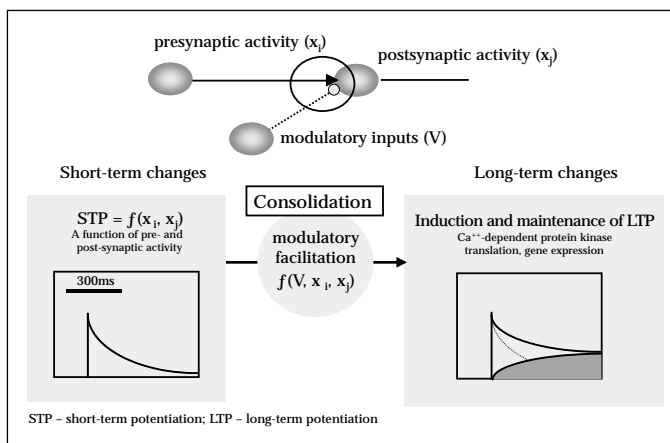 presynaptic activity (xi)
postsynaptic activity (xj)
modulatory inputs (V)
Short-term changes
Long-term changes
STP = f(x i, xj)
A function of pre- and
post-synaptic activity
300ms
Consolidation
modulatory
facilitation
f(V, x i, xj)
Induction and maintenance of LTP
Ca++-dependent protein kinase
translation, gene expression
STP – short-term potentiation; LTP – long-term potentiation